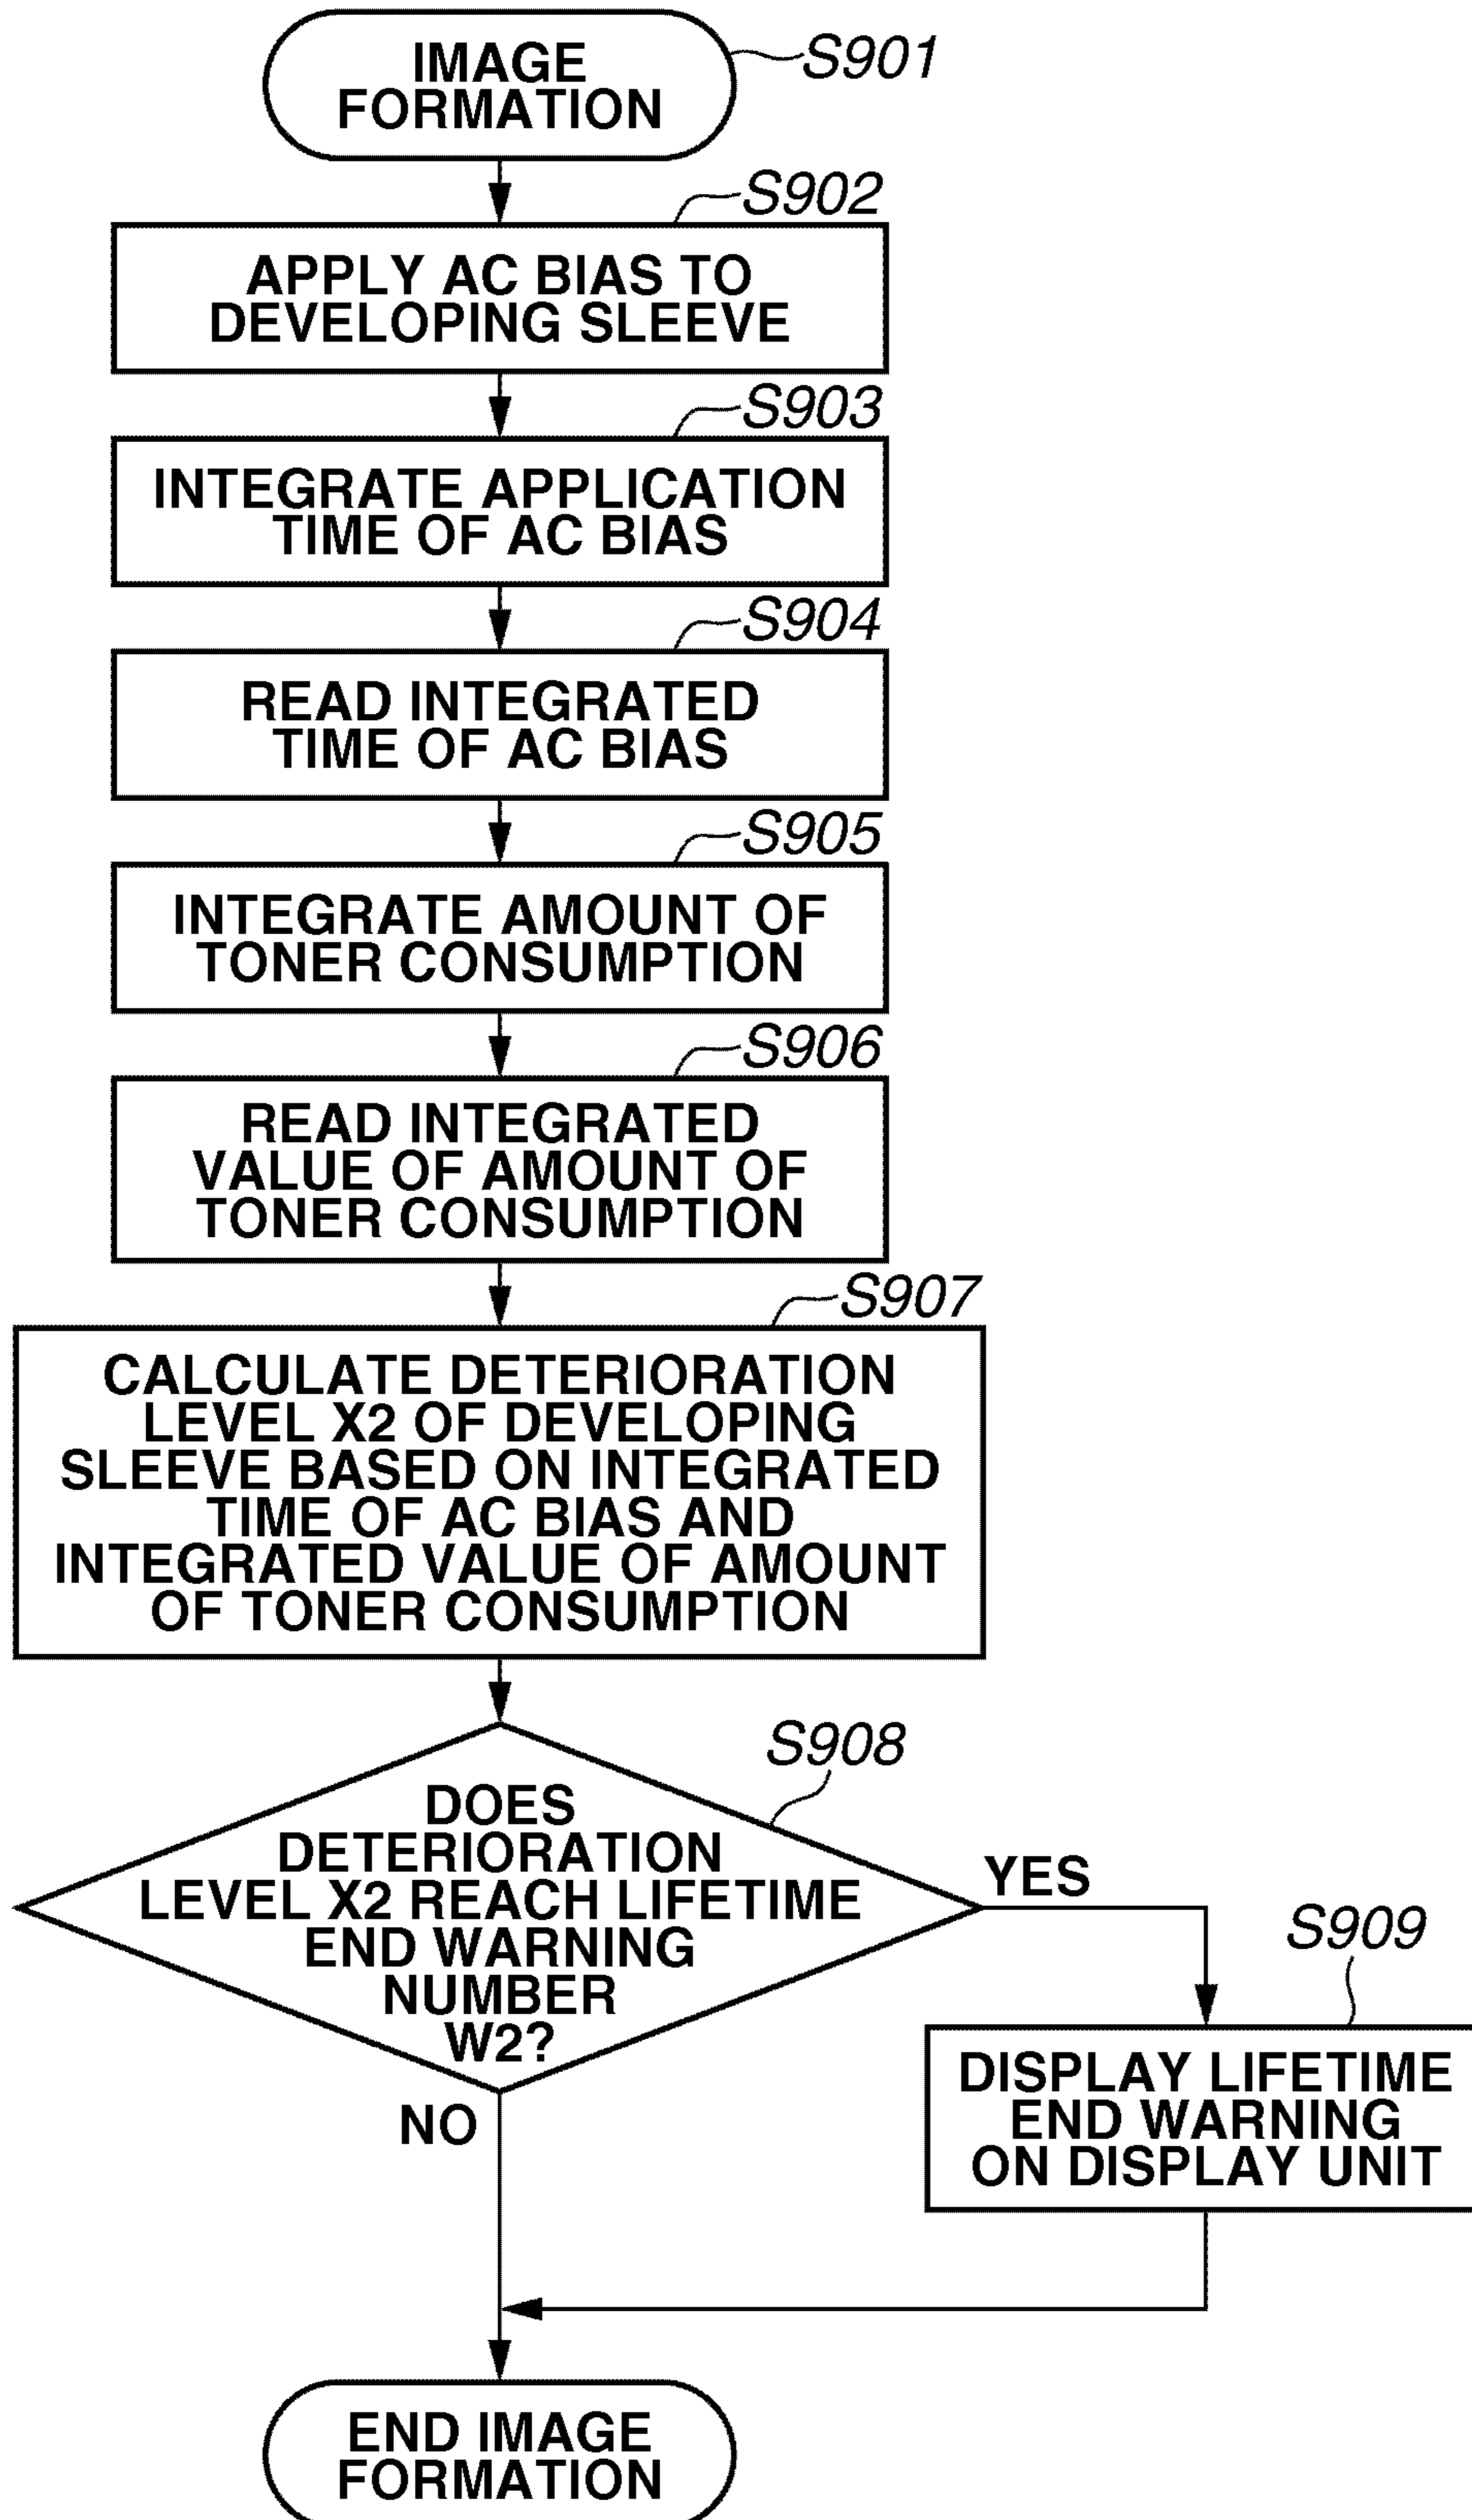 IMAGE
FORMATION
S901
S902
APPLY AC BIAS TO
DEVELOPING SLEEVE
S903
INTEGRATE APPLICATION
TIME OF AC BIAS
S904
READ INTEGRATED
TIME OF AC BIAS
S905
INTEGRATE AMOUNT OF
TONER CONSUMPTION
S906
READ INTEGRATED
VALUE OF AMOUNT OF
TONER CONSUMPTION
S907
CALCULATE DETERIORATION
LEVEL X2 OF DEVELOPING
SLEEVE BASED ON INTEGRATED
TIME OF AC BIAS AND
INTEGRATED VALUE OF AMOUNT
OF TONER CONSUMPTION
S908
DOES
DETERIORATION
LEVEL X2 REACH LIFETIME
END WARNING
NUMBER
W2?
YES
S909
DISPLAY LIFETIME
END WARNING
ON DISPLAY UNIT
NO
END IMAGE
FORMATION